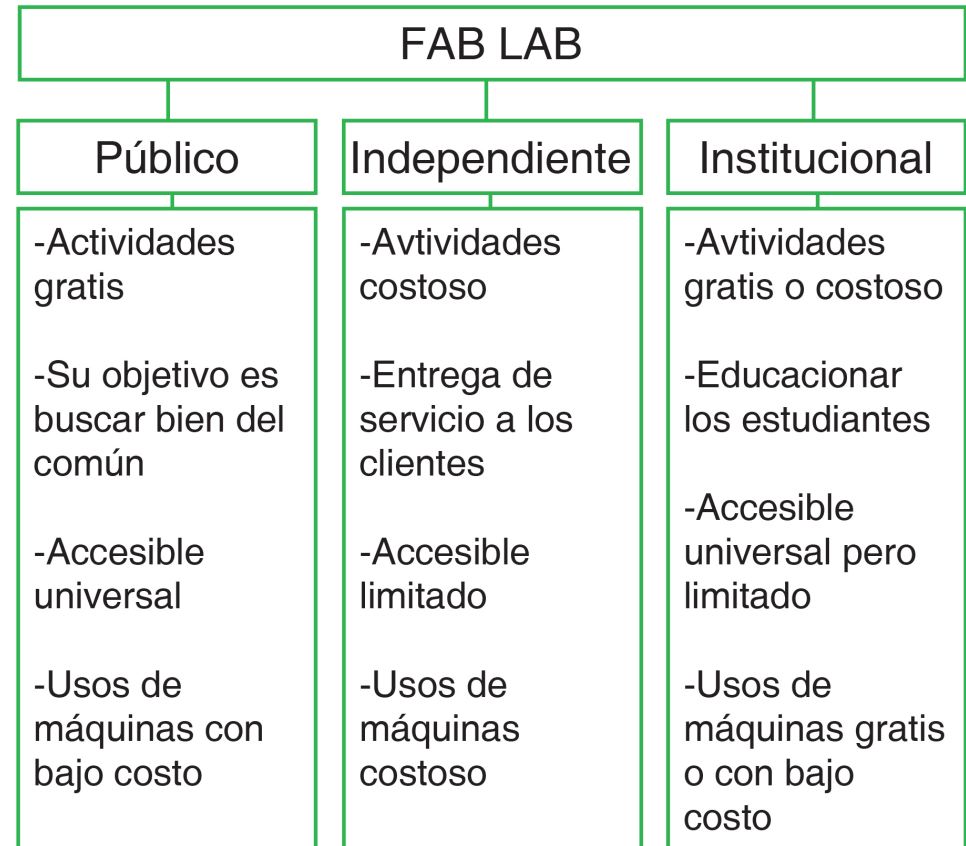 FAB LAB
Público
-Actividades
gratis
-Su objetivo es
buscar bien del
común
-Accesible
universal
-Usos de
máquinas con
bajo costo
Independiente
-Avtividades
costoso
-Entrega de
servicio a los
clientes
-Accesible
limitado
-Usos de
máquinas
costoso
Institucional
-Avtividades
gratis o costoso
-Educacionar
los estudiantes
-Accesible
universal pero
limitado
-Usos de
máquinas gratis
o con bajo
costo